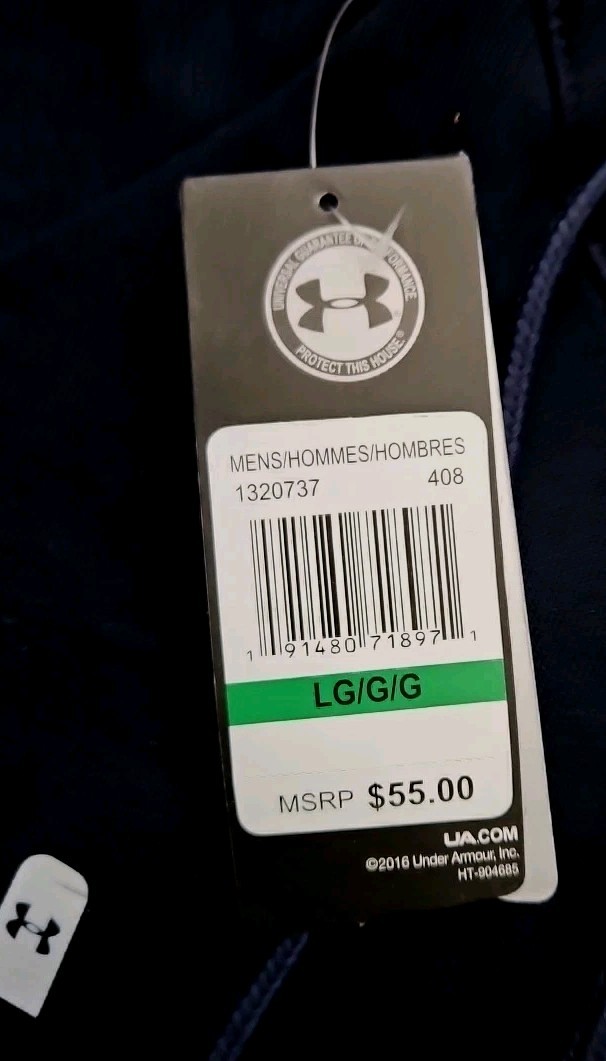 UNIVERSAL GUARANTEE OF PERFORMANCE
PROTECT THIS HOUSE.®
MENS/HOMMES/HOMBRES
1320737 408
1 91480 71897 1
LG/G/G
MSRP $55.00
UA.COM
©2016 Under Armour, Inc.
HT-904685